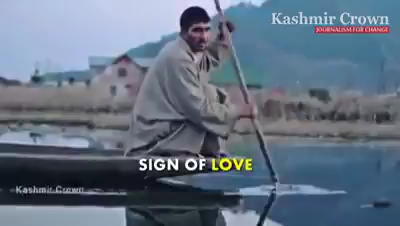 Kashmir Crown
JOURNALISM FOR CHANGE
SIGN OF LOVE
Kashmir Crown